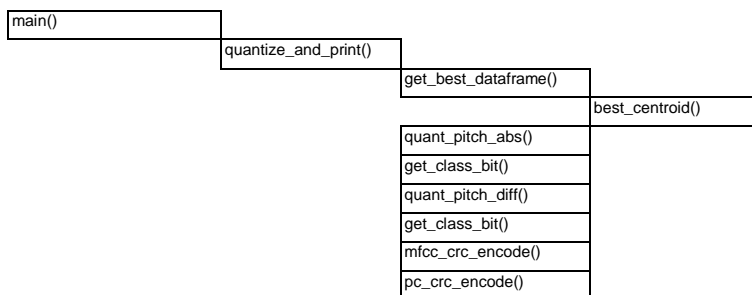 main()
quantize_and_print()
get_best_dataframe()
best_centroid()
quant_pitch_abs()
get_class_bit()
quant_pitch_diff()
get_class_bit()
mfcc_crc_encode()
pc_crc_encode()